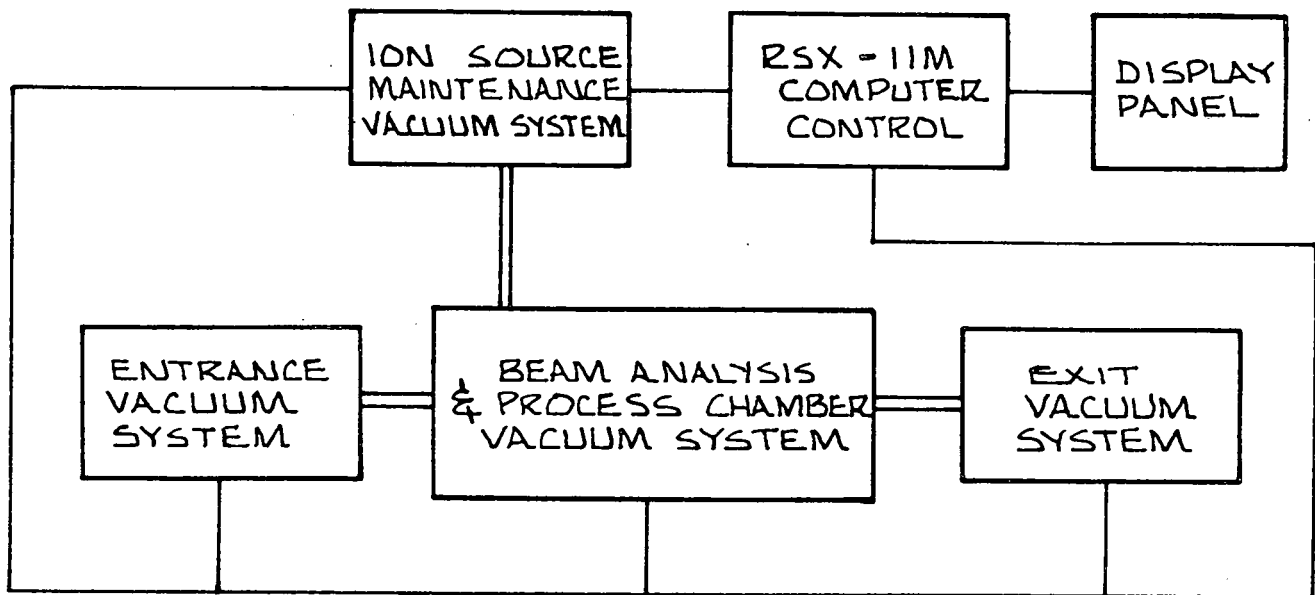 ION SOURCE
MAINTENANCE
VACUUM SYSTEM
RSX-11M
COMPUTER
CONTROL
DISPLAY
PANEL
ENTRANCE
VACUUM
SYSTEM
BEAM ANALYSIS
& PROCESS CHAMBER
VACUUM SYSTEM
EXIT
VACUUM
SYSTEM